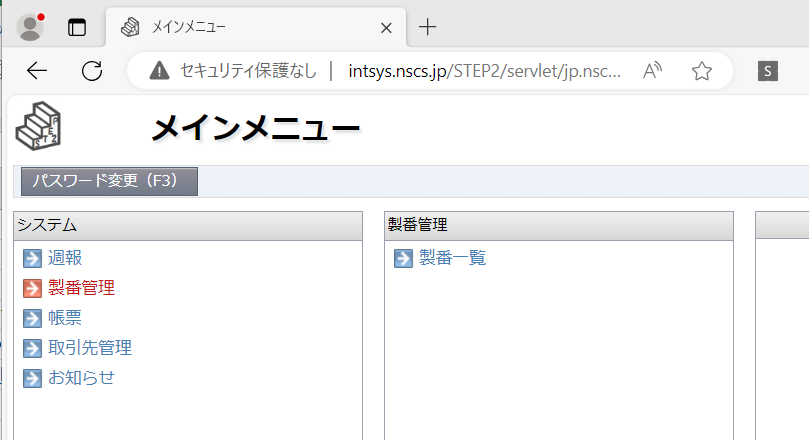 メインメニュー
セキュリティ保護なし | intsys.nscs.jp/STEP2/servlet/jp.nsc...
S
メインメニュー
パスワード変更（F3）
システム
週報
製番管理
帳票
取引先管理
お知らせ
製番管理
製番一覧